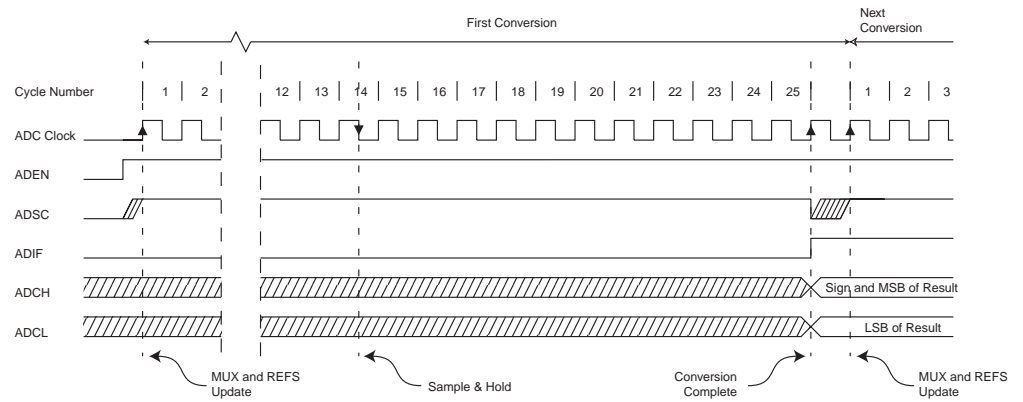 Next
Conversion
First Conversion
Cycle Number 1 2 12 13 14 15 16 17 18 19 20 21 22 23 24 25 1 2 3
ADC Clock
ADEN
ADSC
ADIF
ADCH Sign and MSB of Result
ADCL LSB of Result
MUX and REFS
Update
Sample & Hold
Conversion
Complete
MUX and REFS
Update